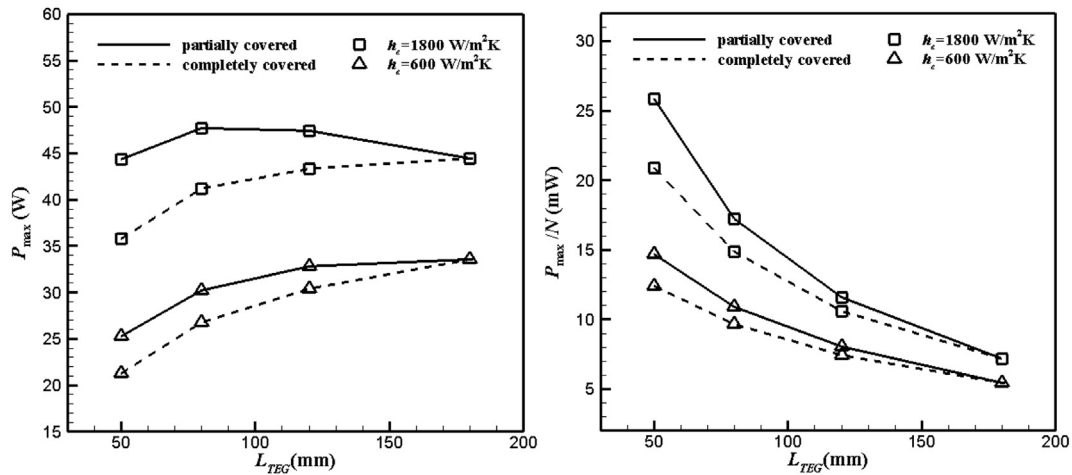 60
55
50
45
40
35
30
25
20
15
P_max (W)
partially covered
completely covered
h_c=1800 W/m²K
h_c=600 W/m²K
50
100
150
200
L_TEG(mm)
30
25
20
15
10
5
P_max /N (mW)
partially covered
completely covered
h_c=1800 W/m²K
h_c=600 W/m²K
50
100
150
200
L_TEG(mm)